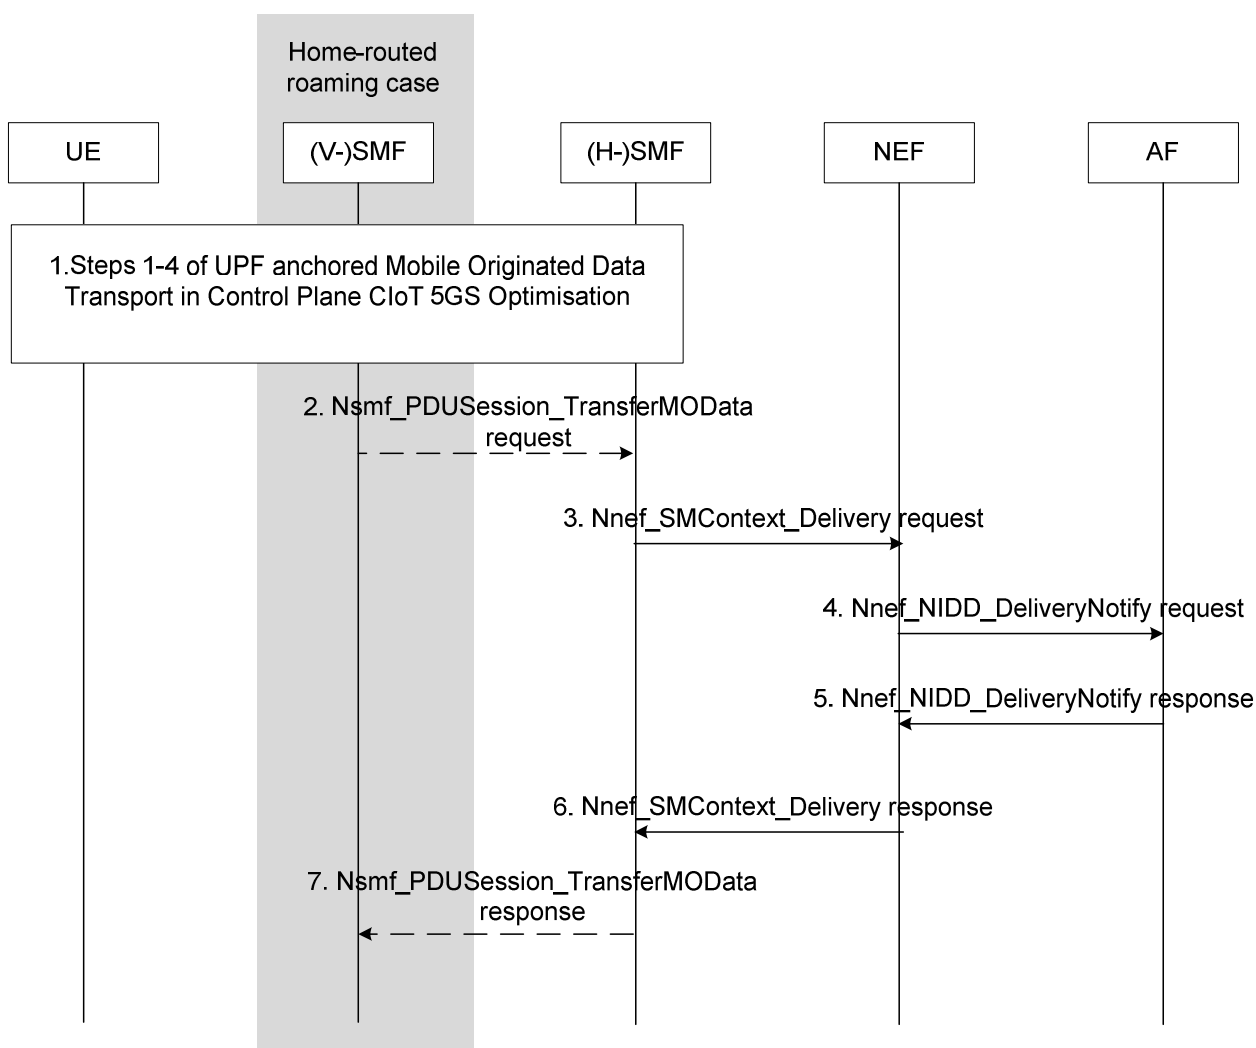 Home-routed
roaming case
UE
(V-)SMF
(H-)SMF
NEF
AF
1.Steps 1-4 of UPF anchored Mobile Originated Data
Transport in Control Plane CIoT 5GS Optimisation
2. Nsmf_PDUSession_TransferMOData
request
3. Nnef_SMContext_Delivery request
4. Nnef_NIDD_DeliveryNotify request
5. Nnef_NIDD_DeliveryNotify response
6. Nnef_SMContext_Delivery response
7. Nsmf_PDUSession_TransferMOData
response